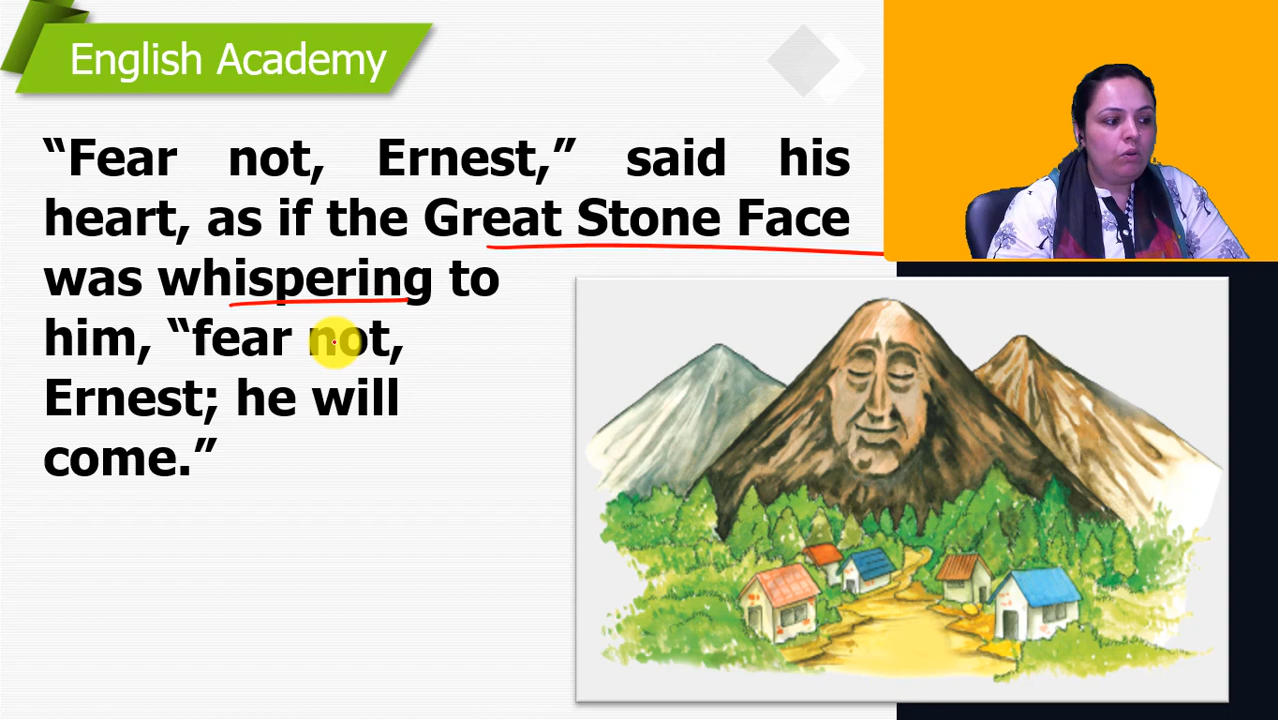 English Academy
“Fear not, Ernest,” said his
heart, as if the Great Stone Face
was whispering to
him, “fear not,
Ernest; he will
come.”